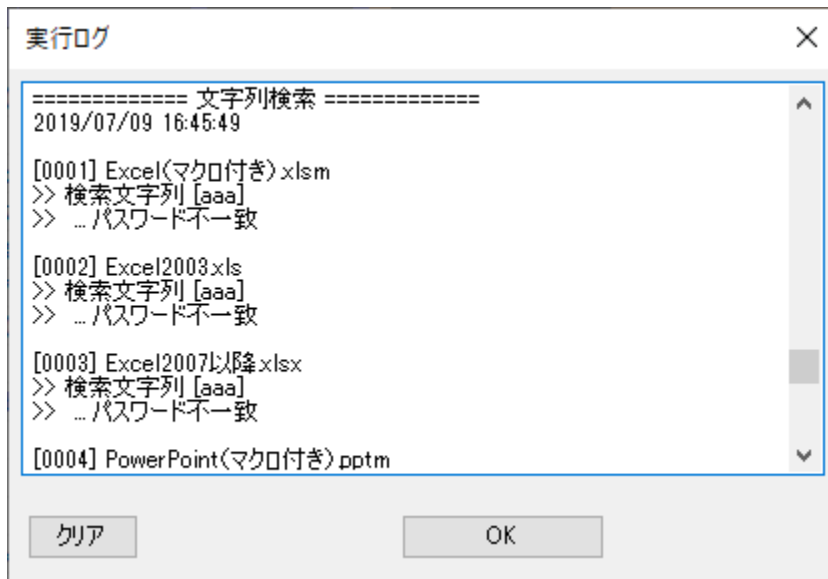 実行ログ
============= 文字列検索 =============
2019/07/09 16:45:49
[0001] Excel(マクロ付き).xlsm
>> 検索文字列 [aaa]
>> ...パスワード不一致
[0002] Excel2003.xls
>> 検索文字列 [aaa]
>> ...パスワード不一致
[0003] Excel2007以降.xlsx
>> 検索文字列 [aaa]
>> ...パスワード不一致
[0004] PowerPoint(マクロ付き).pptm
クリア
OK